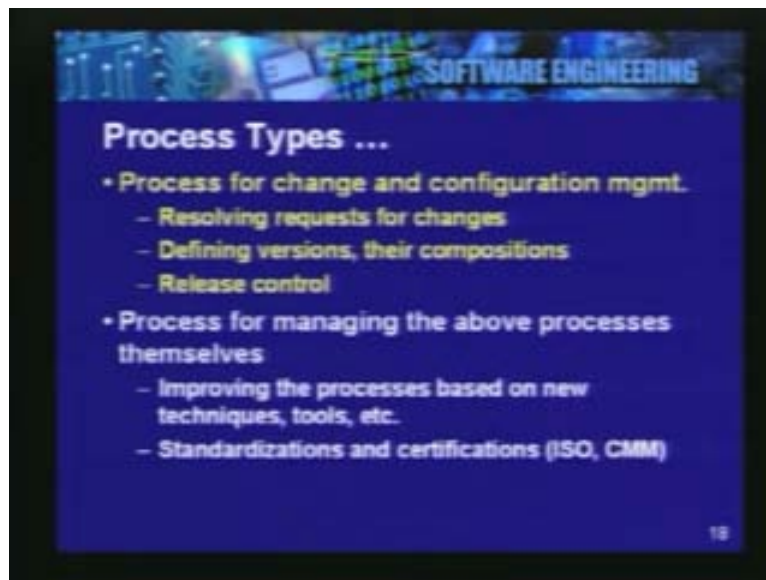 SOFTWARE ENGINEERING
Process Types ...
• Process for change and configuration mgmt.
– Resolving requests for changes
– Defining versions, their compositions
– Release control
• Process for managing the above processes
themselves
– Improving the processes based on new
techniques, tools, etc.
– Standardizations and certifications (ISO, CMM)
18